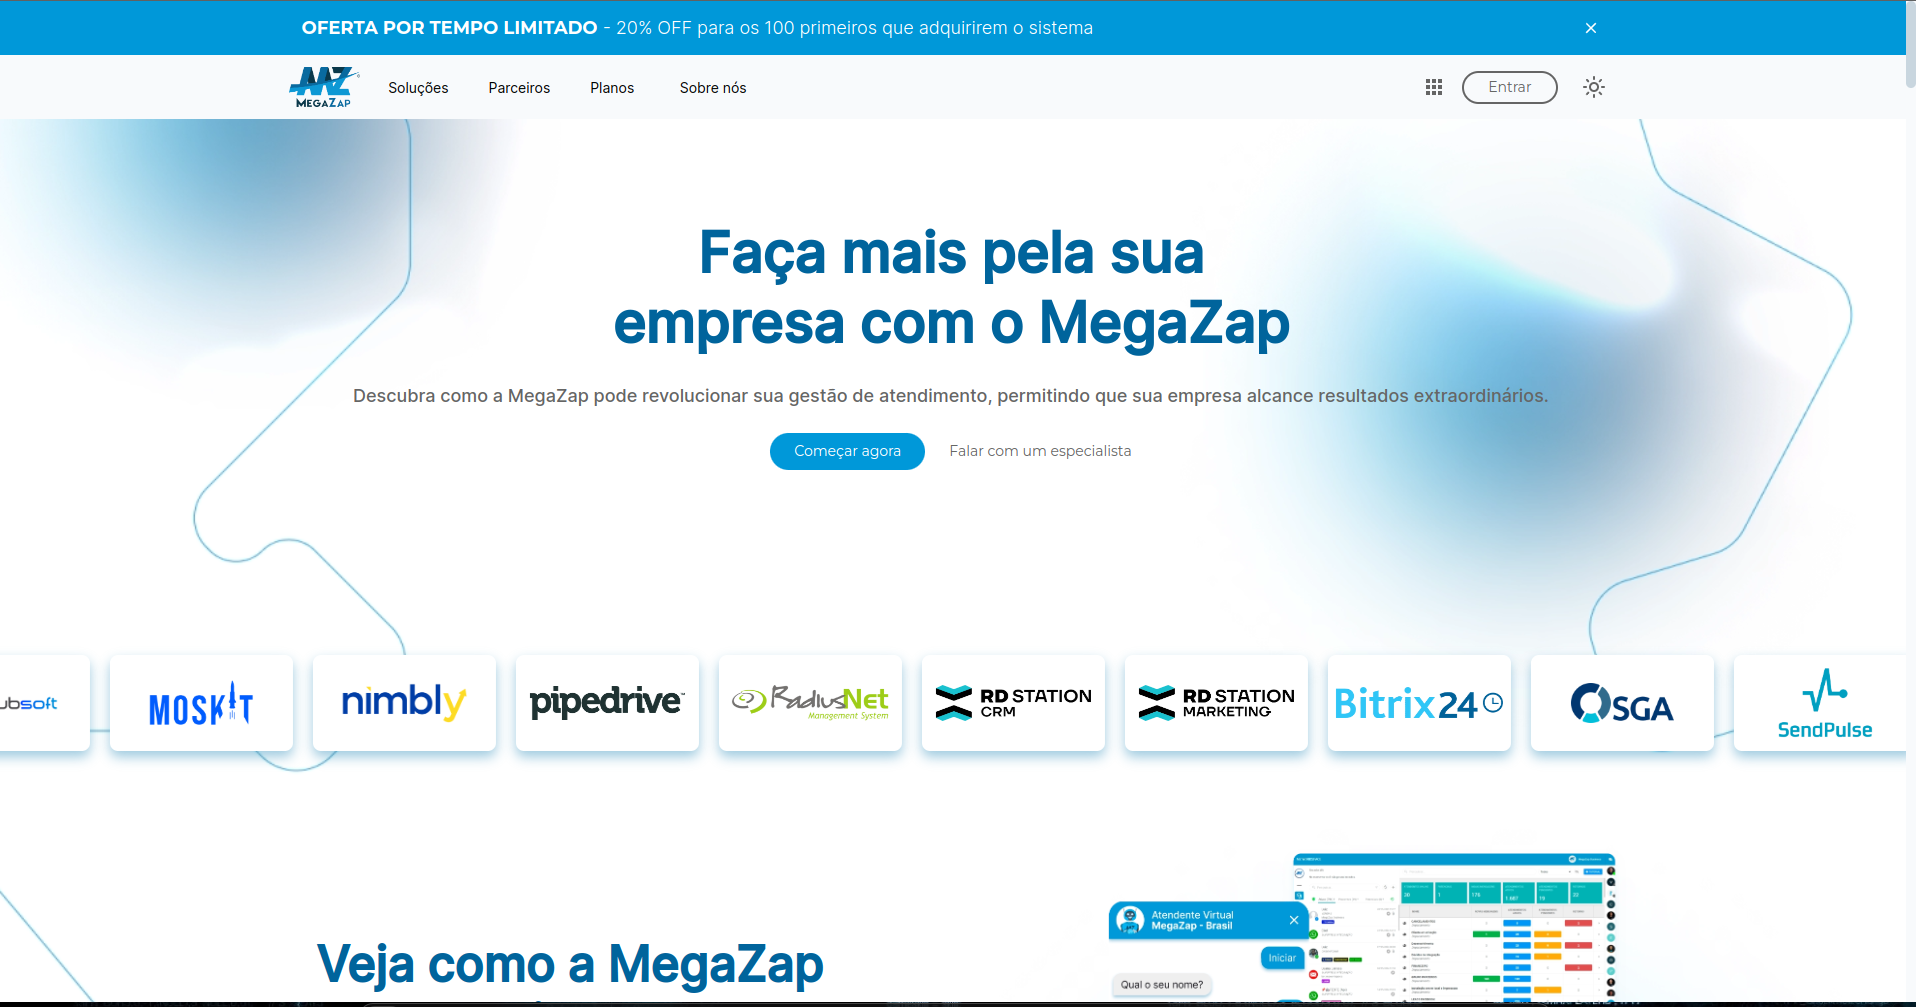 OFERTA POR TEMPO LIMITADO - 20% OFF para os 100 primeiros que adquirirem o sistema
MEGAZAP
Soluções
Parceiros
Planos
Sobre nós
Entrar
Faça mais pela sua
empresa com o MegaZap
Descubra como a MegaZap pode revolucionar sua gestão de atendimento, permitindo que sua empresa alcance resultados extraordinários.
Começar agora
Falar com um especialista
ubsoft
MOSKIT
nimbly
pipedrive
RadiusNet
Management System
RD STATION
CRM
RD STATION
MARKETING
Bitrix24
SGA
SendPulse
Veja como a MegaZap
Atendente Virtual
MegaZap - Brasil
Iniciar
Qual o seu nome?